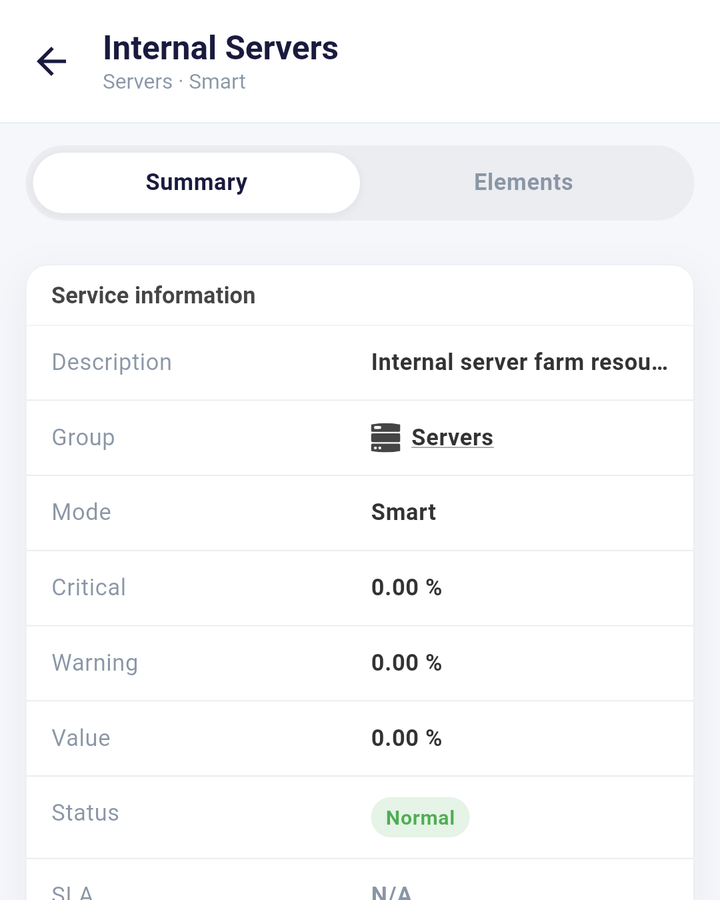 Internal Servers
Servers · Smart
Summary
Elements
Service information
Description
Internal server farm resou...
Group
Servers
Mode
Smart
Critical
0.00 %
Warning
0.00 %
Value
0.00 %
Status
Normal
SLA
N/A